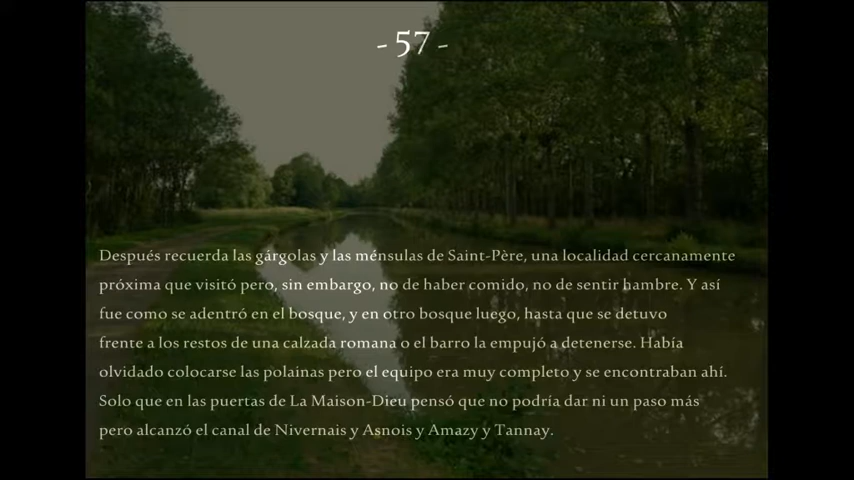 - 57 -
Después recuerda las gárgolas y las ménsulas de Saint-Père, una localidad cercanamente
próxima que visitó pero, sin embargo, no de haber comido, no de sentir hambre. Y así
fue como se adentró en el bosque, y en otro bosque luego, hasta que se detuvo
frente a los restos de una calzada romana o el barro la empujó a detenerse. Había
olvidado colocarse las polainas pero el equipo era muy completo y se encontraban ahí.
Solo que en las puertas de La Maison-Dieu pensó que no podría dar ni un paso más
pero alcanzó el canal de Nivernais y Asnois y Amazy y Tannay.